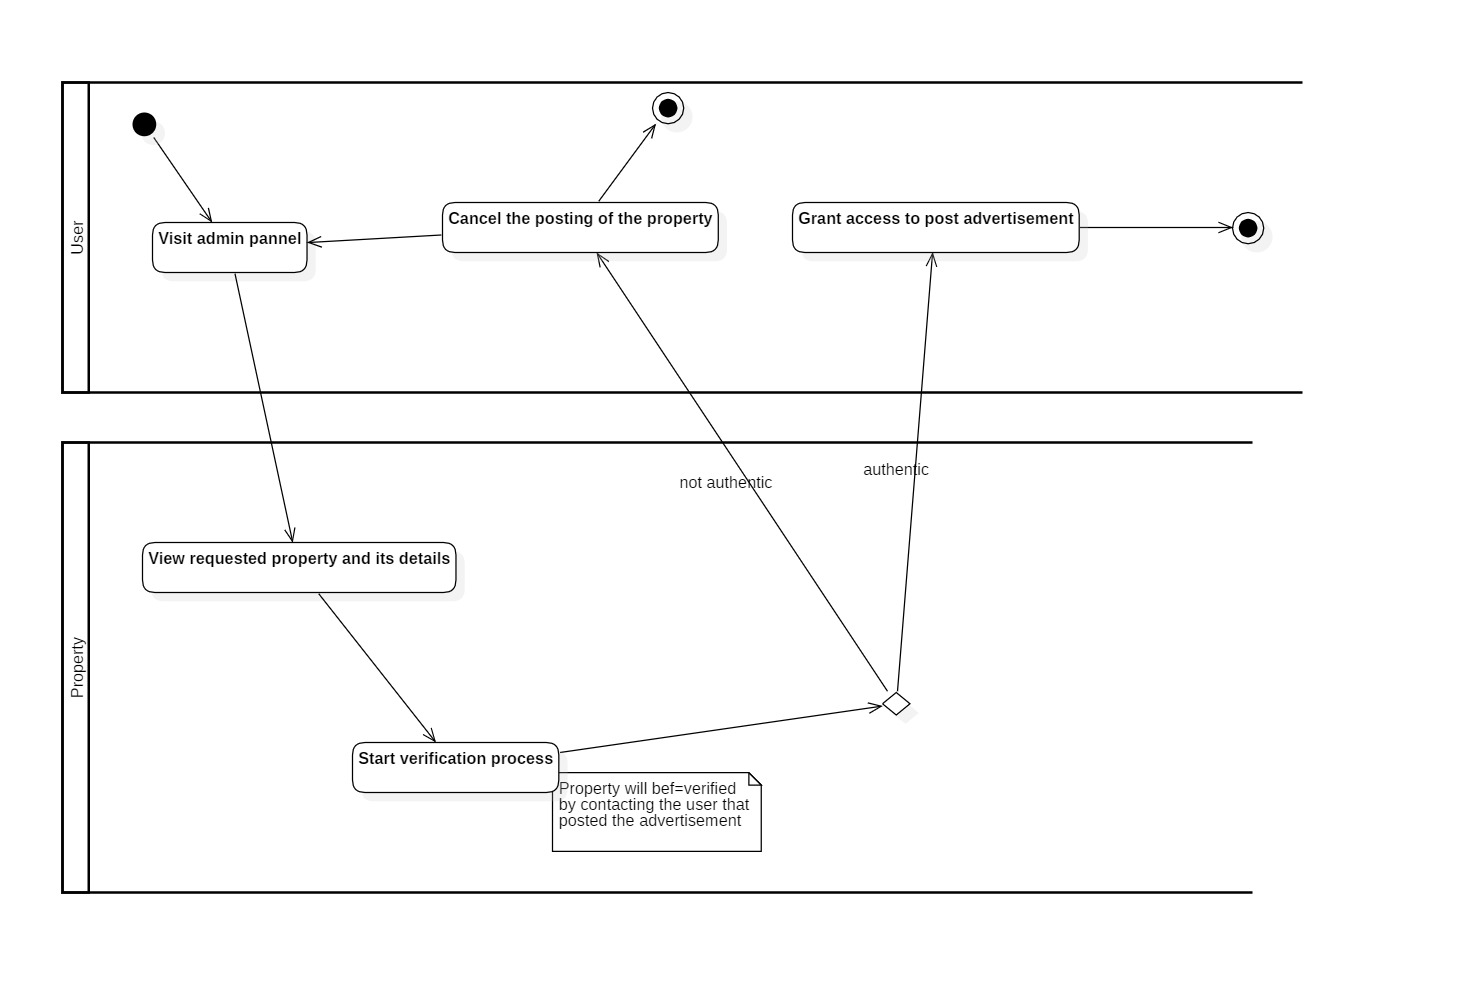 User
Visit admin pannel
Cancel the posting of the property
Grant access to post advertisement
Property
not authentic
authentic
View requested property and its details
Start verification process
Property will bef=verified
by contacting the user that
posted the advertisement